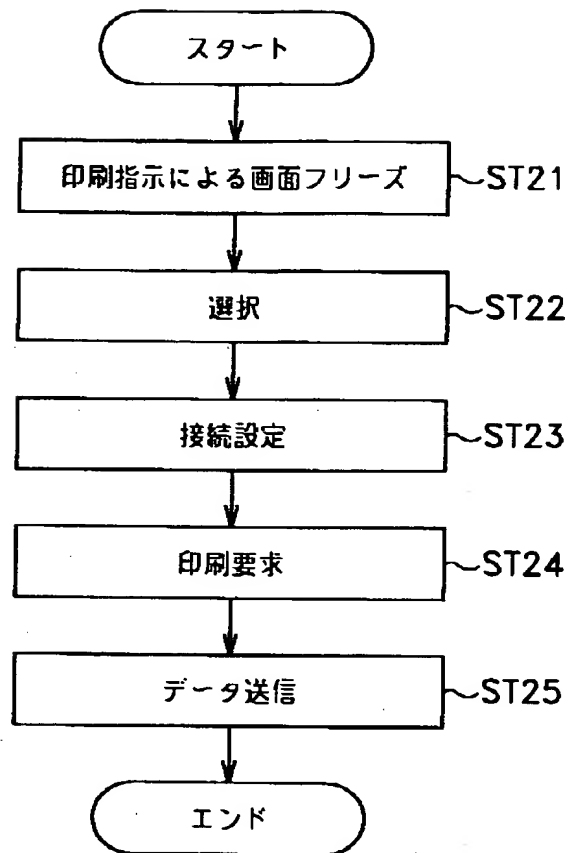 スタート
印刷指示による画面フリーズ ST21
選択 ST22
接続設定 ST23
印刷要求 ST24
データ送信 ST25
エンド